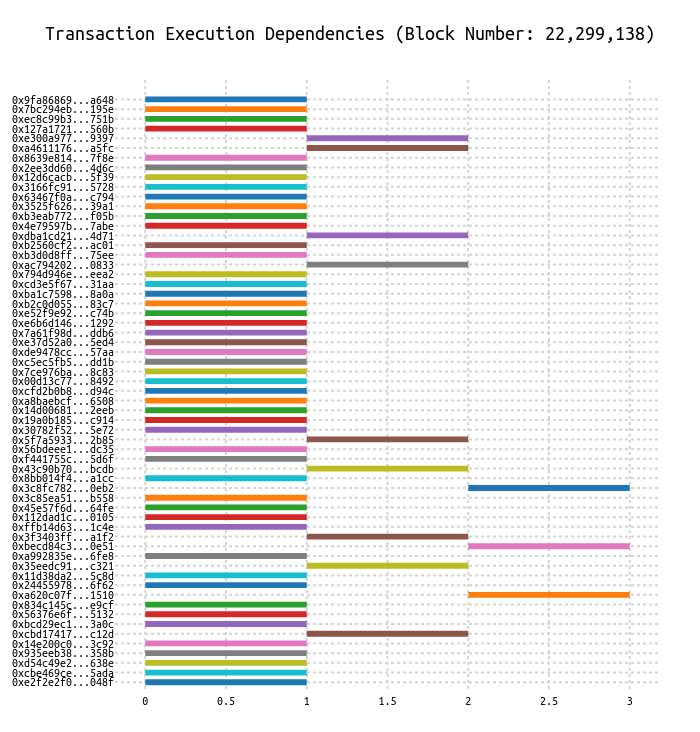 Transaction Execution Dependencies (Block Number: 22,299,138)
0x9fa86869...a648
0x7bc294eb...195e
0xec8c99b3...751b
0x127a1721...560b
0xe300a977...9397
0xa4611176...a5fc
0x8639e814...7f8e
0x2ee3dd60...4d6c
0x12d6cacb...5f39
0x3166fc91...5728
0x63467f0a...c794
0x3525f626...39a1
0xb3eab772...f05b
0x4e79597b...7abe
0xdba1cd21...4d71
0xb2560cf2...ac01
0xb3d0d8ff...75ee
0xac794202...0833
0x794d946e...eea2
0xcd3e5f67...31aa
0xba1c7598...8a0a
0xb2c0d055...83c7
0xe52f9e92...c74b
0xe6b6d146...1292
0x7a61f98d...ddb6
0xe37d52a0...5ed4
0xde9478cc...57aa
0xc5ec5fb5...dd1b
0x7ce976ba...8c83
0x00d13c77...8492
0xcfd2b0b8...d94c
0xa8baebcf...6508
0x14d00681...2eeb
0x19a0b185...c914
0x30782f52...5e72
0x5f7a5933...2b85
0x56bdeee1...dc35
0xf441755c...5d6f
0x43c90b70...bcdb
0x8bb014f4...a1cc
0x3c8fc782...0eb2
0x3c85ea51...b558
0x45e57f6d...64fe
0x112dad1c...0105
0xffb14d63...1c4e
0x3f3403ff...a1f2
0xbecd84c3...0e51
0xa992835e...6fe8
0x35eedc91...c321
0x11d38da2...5c8d
0x24455978...6f62
0xa620c07f...1510
0x834c145c...e9cf
0x56376e6f...5132
0xbcd29ec1...3a0c
0xcbd17417...c12d
0x14e200c0...3c92
0x935eeb38...358b
0xd54c49e2...638e
0xcbe469ce...5ada
0xe2f2e2f0...048f
0 0.5 1 1.5 2 2.5 3